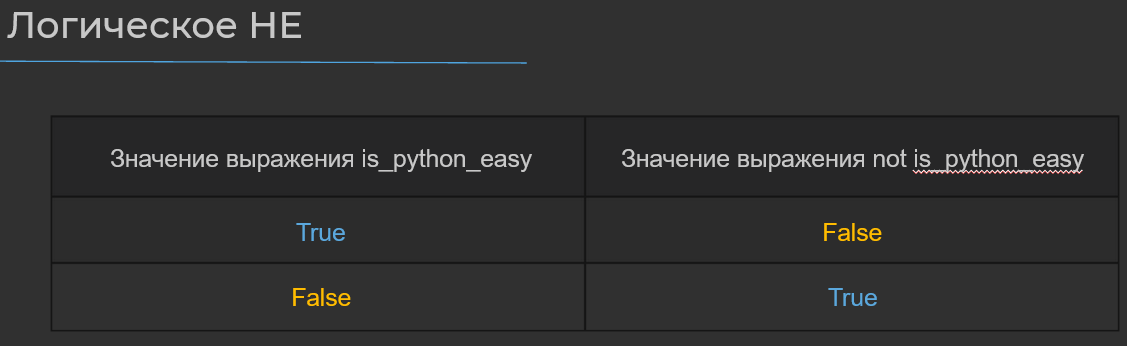 Логическое НЕ
Значение выражения is_python_easy
Значение выражения not is_python_easy
True
False
False
True